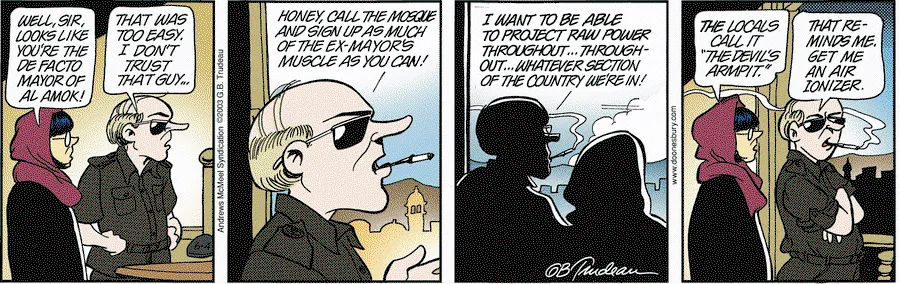 WELL, SIR,
LOOKS LIKE
YOU'RE THE
DE FACTO
MAYOR OF
AL AMOK!
THAT WAS
TOO EASY.
I DON'T
TRUST
THAT GUY...
6-4
Andrews McMeel Syndication ©2003 G.B. Trudeau
HONEY, CALL THE MOSQUE
AND SIGN UP AS MUCH
OF THE EX-MAYOR'S
MUSCLE AS YOU CAN!
I WANT TO BE ABLE
TO PROJECT RAW POWER
THROUGHOUT...THROUGH-
OUT...WHATEVER SECTION
OF THE COUNTRY WE'RE IN!
GB Trudeau
www.doonesbury.com
THE LOCALS
CALL IT
"THE DEVIL'S
ARMPIT."
THAT RE-
MINDS ME.
GET ME
AN AIR
IONIZER.